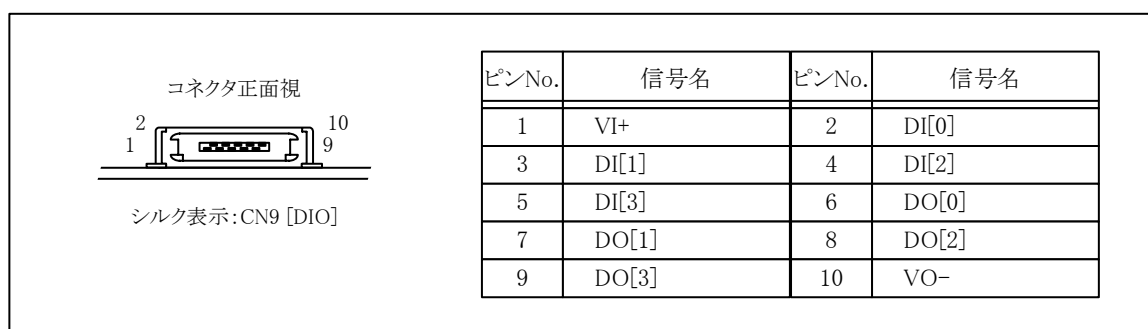 コネクタ正面視
2 10
1 9
シルク表示:CN9 [DIO]
ピンNo. 信号名 ピンNo. 信号名
1 VI+ 2 DI[0]
3 DI[1] 4 DI[2]
5 DI[3] 6 DO[0]
7 DO[1] 8 DO[2]
9 DO[3] 10 VO−